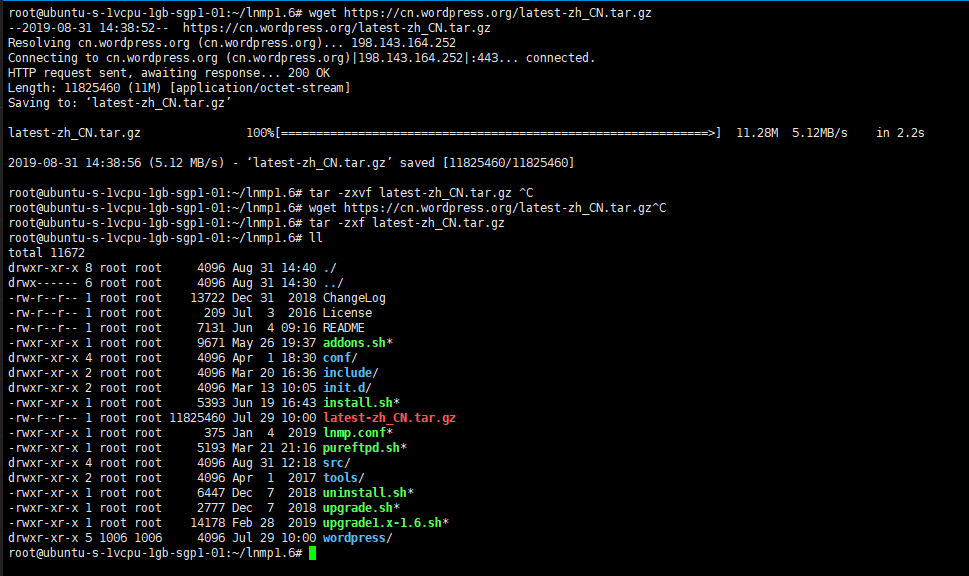 root@ubuntu-s-1vcpu-1gb-sgp1-01:~/lnmp1.6# wget https://cn.wordpress.org/latest-zh_CN.tar.gz
--2019-08-31 14:38:52--  https://cn.wordpress.org/latest-zh_CN.tar.gz
Resolving cn.wordpress.org (cn.wordpress.org)... 198.143.164.252
Connecting to cn.wordpress.org (cn.wordpress.org)|198.143.164.252|:443... connected.
HTTP request sent, awaiting response... 200 OK
Length: 11825460 (11M) [application/octet-stream]
Saving to: ‘latest-zh_CN.tar.gz’
latest-zh_CN.tar.gz               100%[=============================================================>]  11.28M  5.12MB/s    in 2.2s
2019-08-31 14:38:56 (5.12 MB/s) - ‘latest-zh_CN.tar.gz’ saved [11825460/11825460]
root@ubuntu-s-1vcpu-1gb-sgp1-01:~/lnmp1.6# tar -zxvf latest-zh_CN.tar.gz ^C
root@ubuntu-s-1vcpu-1gb-sgp1-01:~/lnmp1.6# wget https://cn.wordpress.org/latest-zh_CN.tar.gz^C
root@ubuntu-s-1vcpu-1gb-sgp1-01:~/lnmp1.6# tar -zxf latest-zh_CN.tar.gz
root@ubuntu-s-1vcpu-1gb-sgp1-01:~/lnmp1.6# ll
total 11672
drwxr-xr-x 8 root root     4096 Aug 31 14:40 ./
drwx------ 6 root root     4096 Aug 31 14:30 ../
-rw-r--r-- 1 root root    13722 Dec 31  2018 ChangeLog
-rw-r--r-- 1 root root      209 Jul  3  2016 License
-rw-r--r-- 1 root root     7131 Jun  4 09:16 README
-rwxr-xr-x 1 root root     9671 May 26 19:37 addons.sh*
drwxr-xr-x 4 root root     4096 Apr  1 18:30 conf/
drwxr-xr-x 2 root root     4096 Mar 20 16:36 include/
drwxr-xr-x 2 root root     4096 Mar 13 10:05 init.d/
-rwxr-xr-x 1 root root     5393 Jun 19 16:43 install.sh*
-rw-r--r-- 1 root root 11825460 Jul 29 10:00 latest-zh_CN.tar.gz
-rwxr-xr-x 1 root root      375 Jan  4  2019 lnmp.conf*
-rwxr-xr-x 1 root root     5193 Mar 21 21:16 pureftpd.sh*
drwxr-xr-x 4 root root     4096 Aug 31 12:18 src/
drwxr-xr-x 2 root root     4096 Apr  1  2017 tools/
-rwxr-xr-x 1 root root     6447 Dec  7  2018 uninstall.sh*
-rwxr-xr-x 1 root root     2777 Dec  7  2018 upgrade.sh*
-rwxr-xr-x 1 root root    14178 Feb 28  2019 upgrade1.x-1.6.sh*
drwxr-xr-x 5 1006 1006     4096 Jul 29 10:00 wordpress/
root@ubuntu-s-1vcpu-1gb-sgp1-01:~/lnmp1.6#